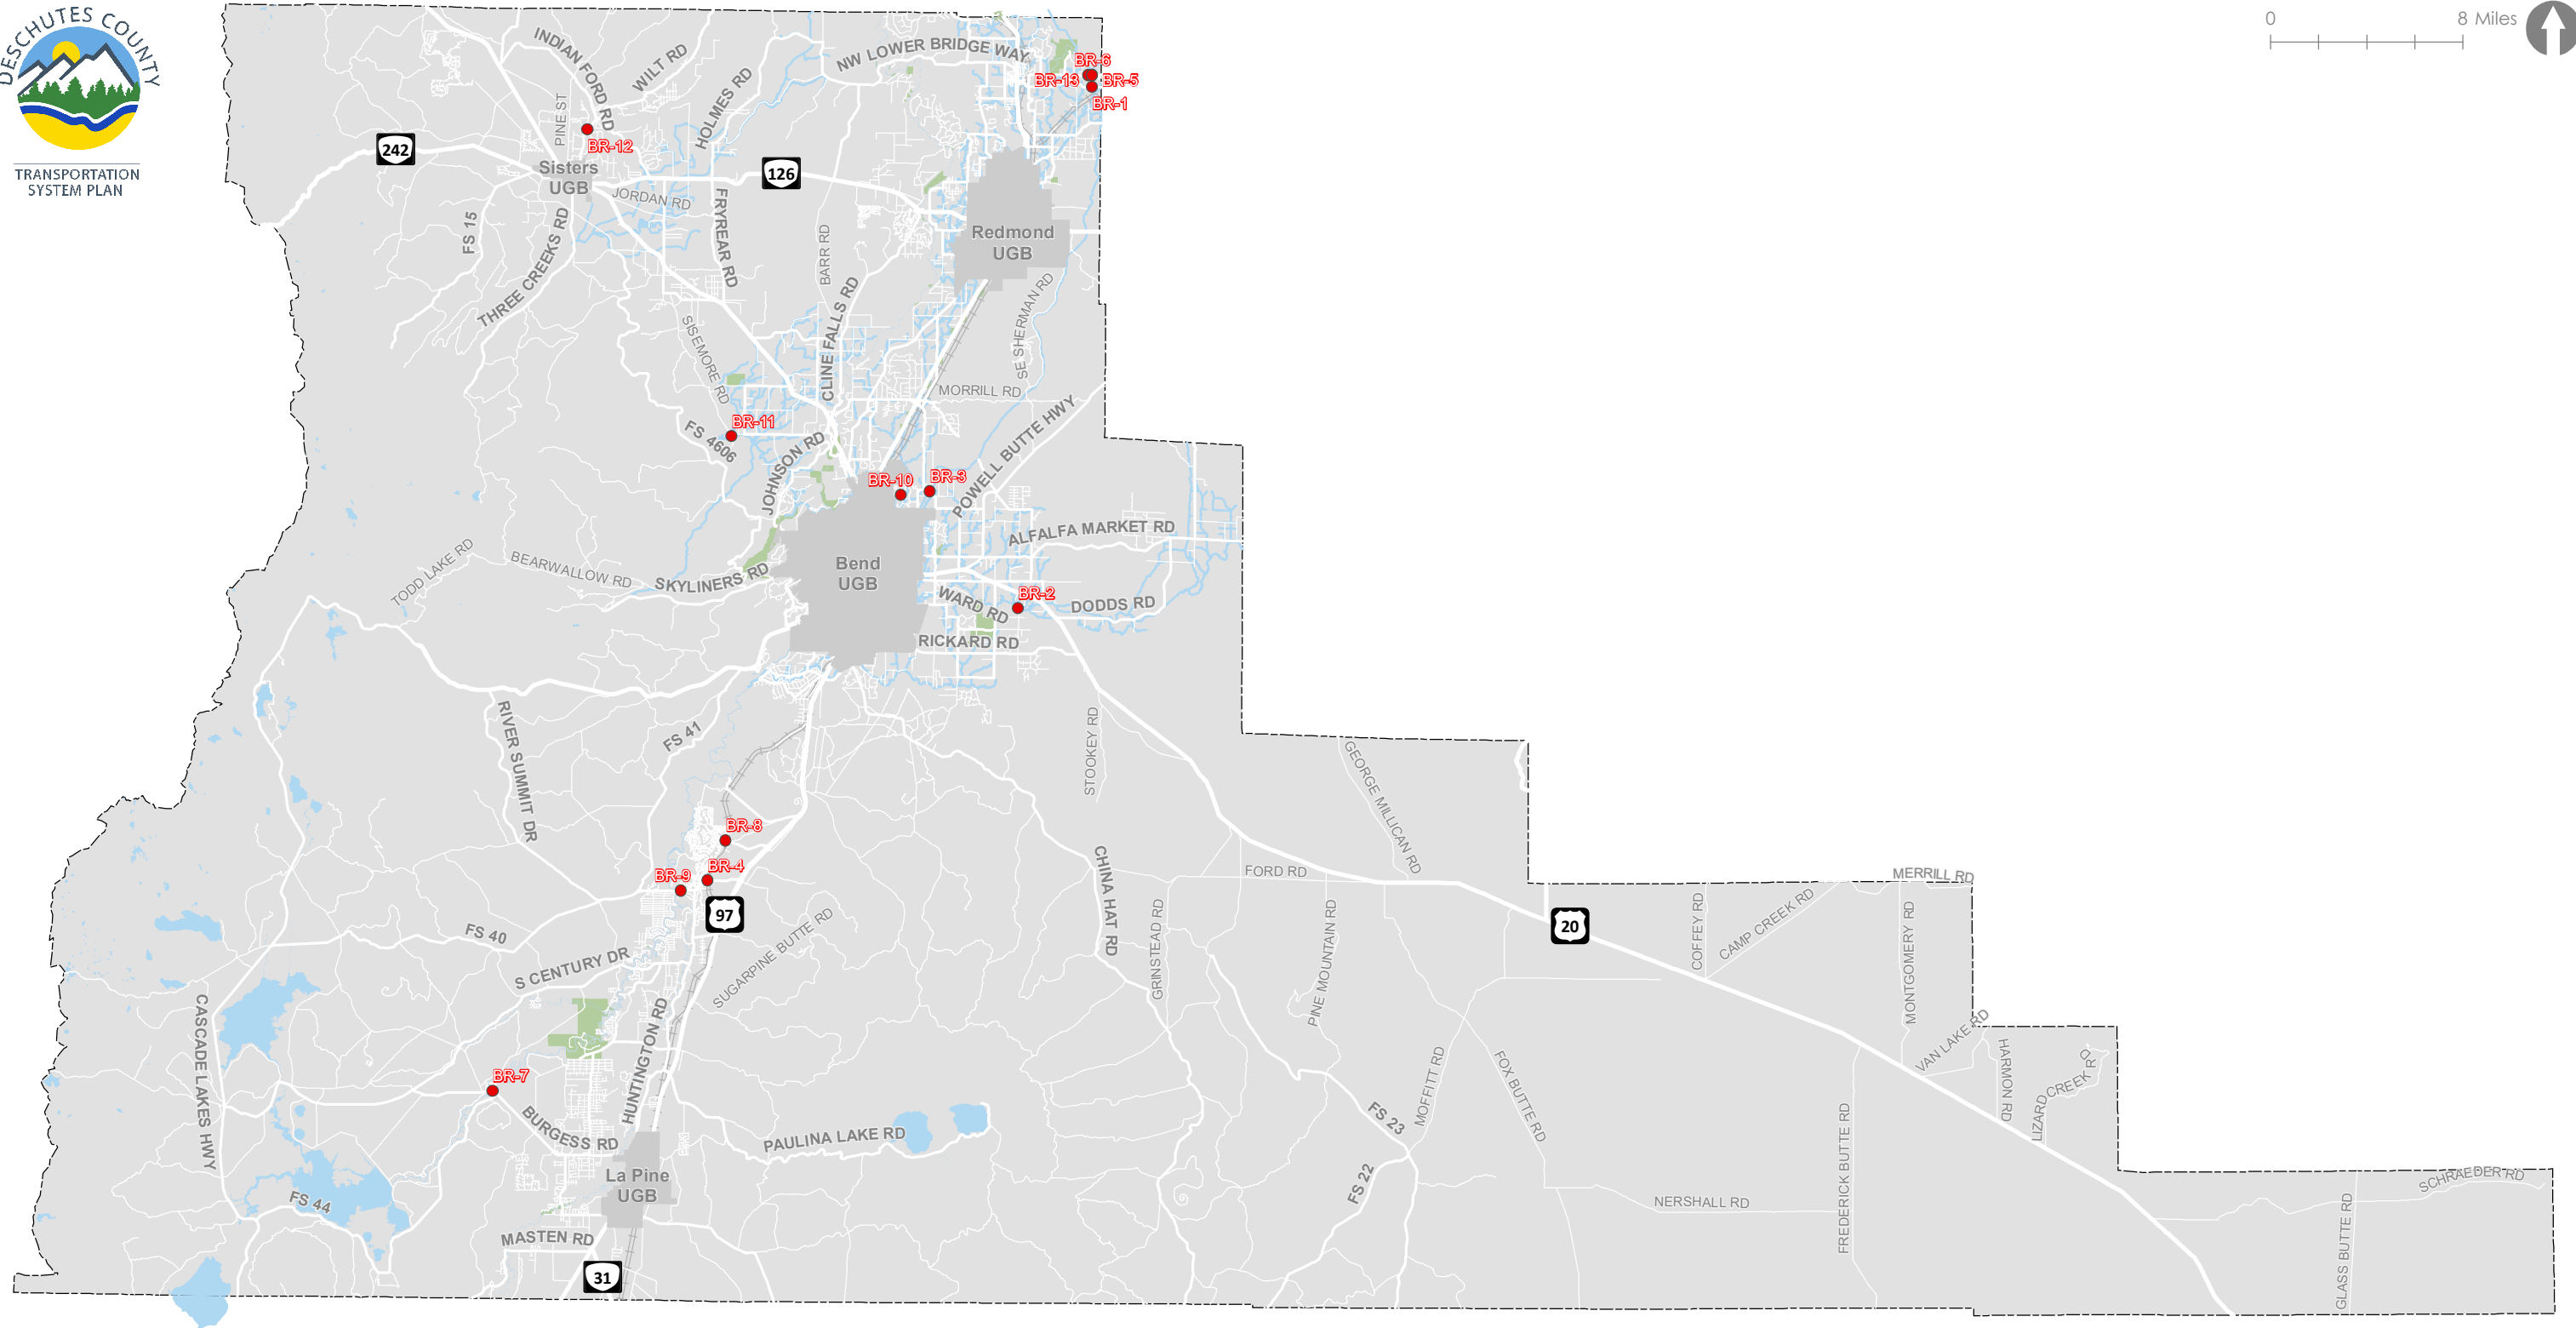 DESCHUTES COUNTY
TRANSPORTATION
SYSTEM PLAN
0
8 Miles
INDIAN FORD RD
WILT RD
HOLMES RD
NW LOWER BRIDGE WAY
BR-6
BR-13
BR-5
BR-1
PINE ST
BR-12
242
126
Sisters
UGB
JORDAN RD
FRYREAR RD
FS 15
THREE CREEKS RD
BARR RD
Redmond
UGB
SE SHERMAN RD
CLINE FALLS RD
SISEMORE RD
MORRILL RD
POWELL BUTTE HWY
BR-11
FS 4606
JOHNSON RD
BR-10
BR-3
ALFALFA MARKET RD
Bend
UGB
TODD LAKE RD
BEARWALLOW RD
SKYLINERS RD
WARD RD
BR-2
DODDS RD
RICKARD RD
RIVER SUMMIT DR
FS 41
STOOKEY RD
GEORGE MILLICAN RD
BR-8
BR-4
BR-9
97
CHINA HAT RD
FORD RD
MERRILL RD
20
COFFEY RD
CAMP CREEK RD
MONTGOMERY RD
GRINSTEAD RD
PINE MOUNTAIN RD
FS 40
S CENTURY DR
SUGARPINE BUTTE RD
CASCADE LAKES HWY
HUNTINGTON RD
VAN LAKE RD
HARMON RD
LIZARD CREEK RD
MOFFITT RD
FOX BUTTE RD
BR-7
BURGESS RD
PAULINA LAKE RD
FS 23
FREDERICK BUTTE RD
La Pine
UGB
FS 22
FS 44
NERSHALL RD
SCHRAEDER RD
GLASS BUTTE RD
MASTEN RD
31